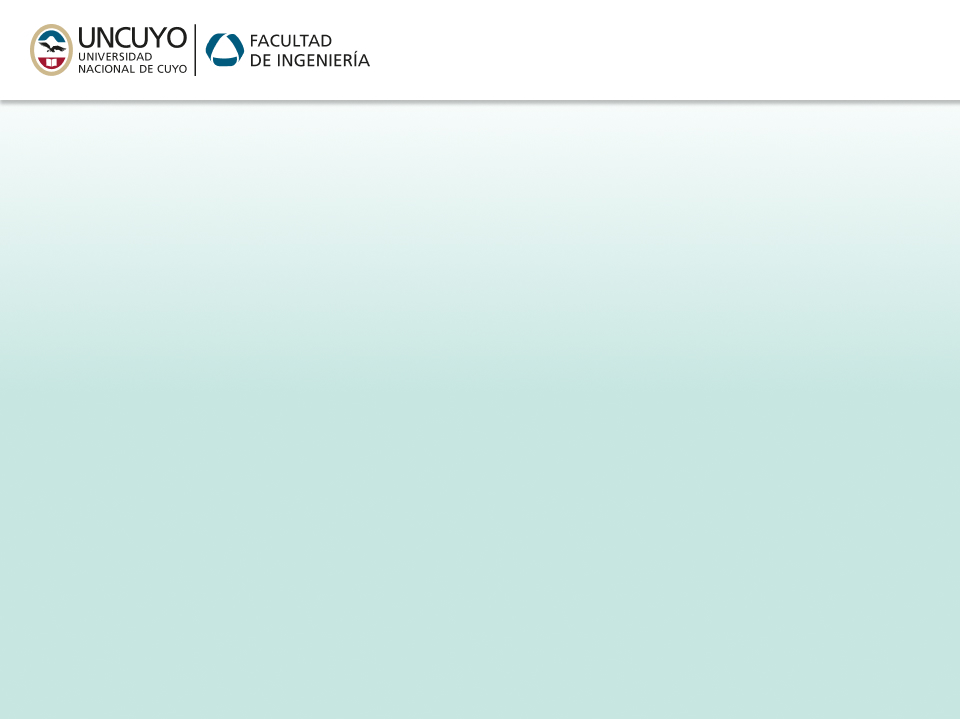 UNCUYO
UNIVERSIDAD
NACIONAL DE CUYO
FACULTAD
DE INGENIERÍA